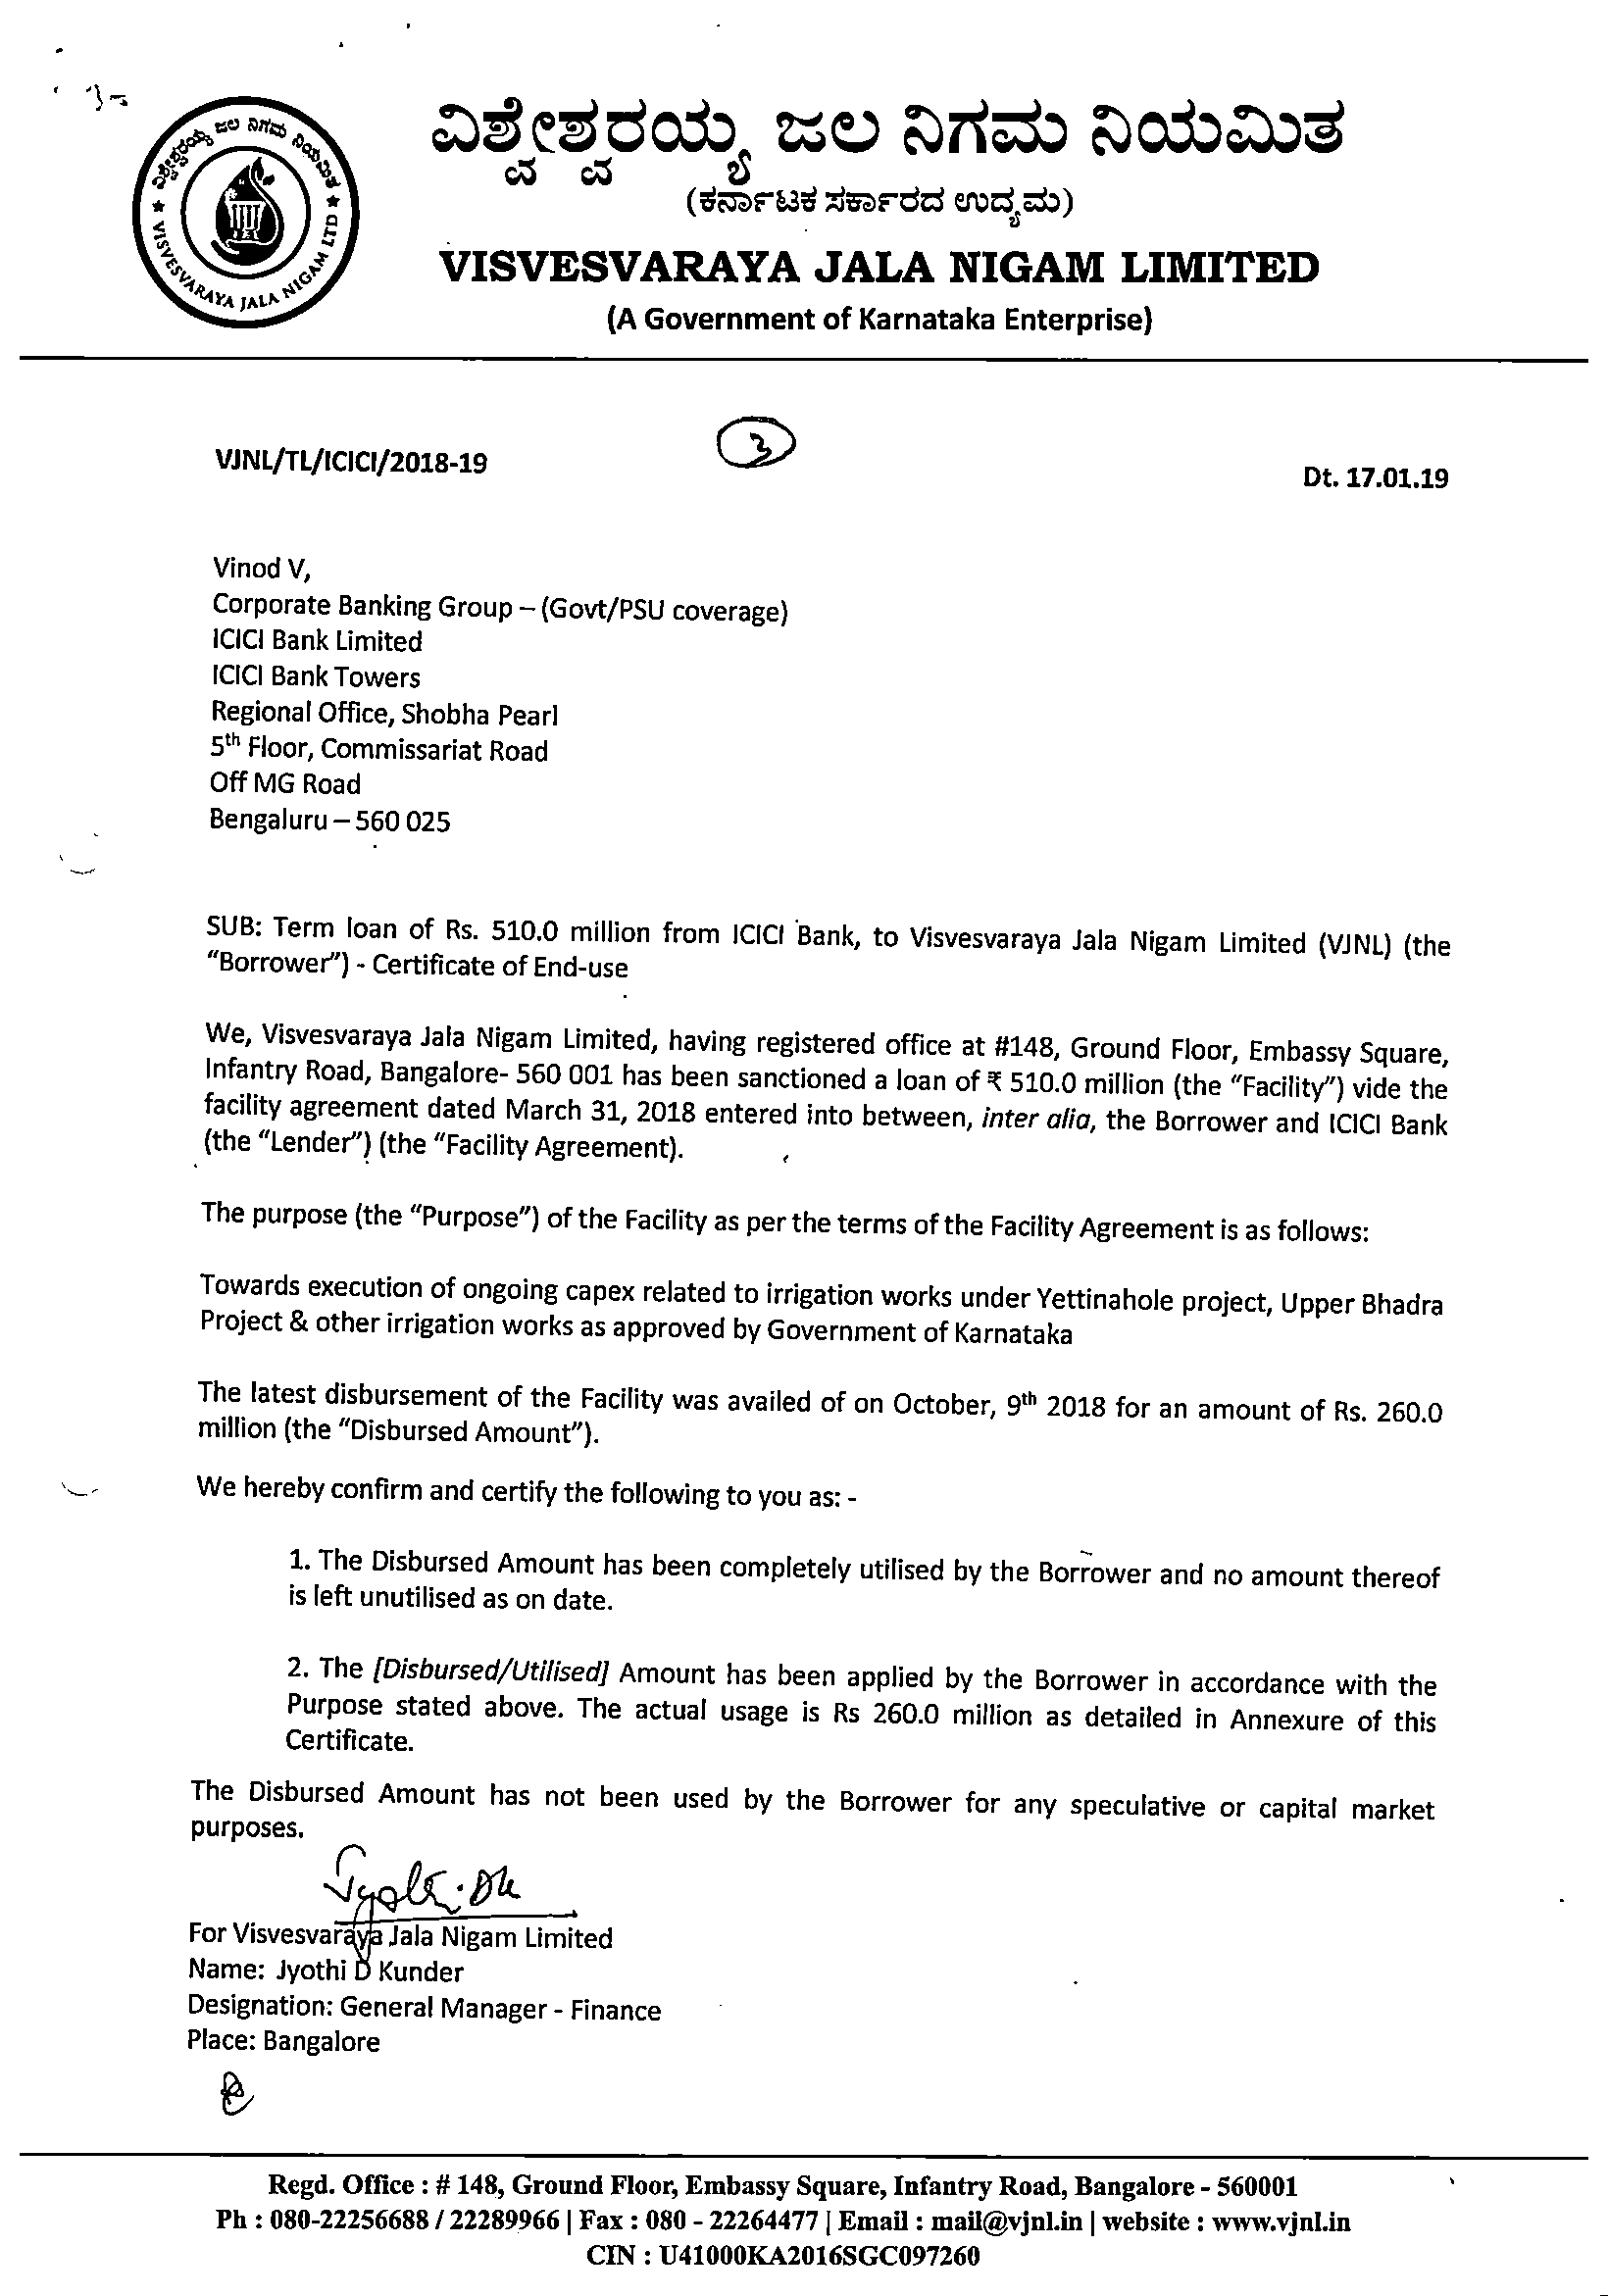 ವಿಶ್ವೇಶ್ವರಯ್ಯ ಜಲ ನಿಗಮ ನಿಯಮಿತ
★ VISVESVARAYA JALA NIGAM LTD ★
ವಿಶ್ವೇಶ್ವರಯ್ಯ ಜಲ ನಿಗಮ ನಿಯಮಿತ
(ಕರ್ನಾಟಕ ಸರ್ಕಾರದ ಉದ್ಯಮ)
VISVESVARAYA JALA NIGAM LIMITED
(A Government of Karnataka Enterprise)
3
VJNL/TL/ICICI/2018-19
Dt. 17.01.19
Vinod V,
Corporate Banking Group – (Govt/PSU coverage)
ICICI Bank Limited
ICICI Bank Towers
Regional Office, Shobha Pearl
5th Floor, Commissariat Road
Off MG Road
Bengaluru – 560 025
SUB: Term loan of Rs. 510.0 million from ICICI Bank, to Visvesvaraya Jala Nigam Limited (VJNL) (the
“Borrower”) - Certificate of End-use
We, Visvesvaraya Jala Nigam Limited, having registered office at #148, Ground Floor, Embassy Square,
Infantry Road, Bangalore- 560 001 has been sanctioned a loan of ₹ 510.0 million (the “Facility”) vide the
facility agreement dated March 31, 2018 entered into between, inter alia, the Borrower and ICICI Bank
(the “Lender”) (the “Facility Agreement).
The purpose (the “Purpose”) of the Facility as per the terms of the Facility Agreement is as follows:
Towards execution of ongoing capex related to irrigation works under Yettinahole project, Upper Bhadra
Project & other irrigation works as approved by Government of Karnataka
The latest disbursement of the Facility was availed of on October, 9th 2018 for an amount of Rs. 260.0
million (the “Disbursed Amount”).
We hereby confirm and certify the following to you as: -
1. The Disbursed Amount has been completely utilised by the Borrower and no amount thereof
is left unutilised as on date.
2. The [Disbursed/Utilised] Amount has been applied by the Borrower in accordance with the
Purpose stated above. The actual usage is Rs 260.0 million as detailed in Annexure of this
Certificate.
The Disbursed Amount has not been used by the Borrower for any speculative or capital market
purposes.
For Visvesvaraya Jala Nigam Limited
Name: Jyothi D Kunder
Designation: General Manager - Finance
Place: Bangalore
Regd. Office : # 148, Ground Floor, Embassy Square, Infantry Road, Bangalore - 560001
Ph : 080-22256688 / 22289966 | Fax : 080 - 22264477 | Email : mail@vjnl.in | website : www.vjnl.in
CIN : U41000KA2016SGC097260